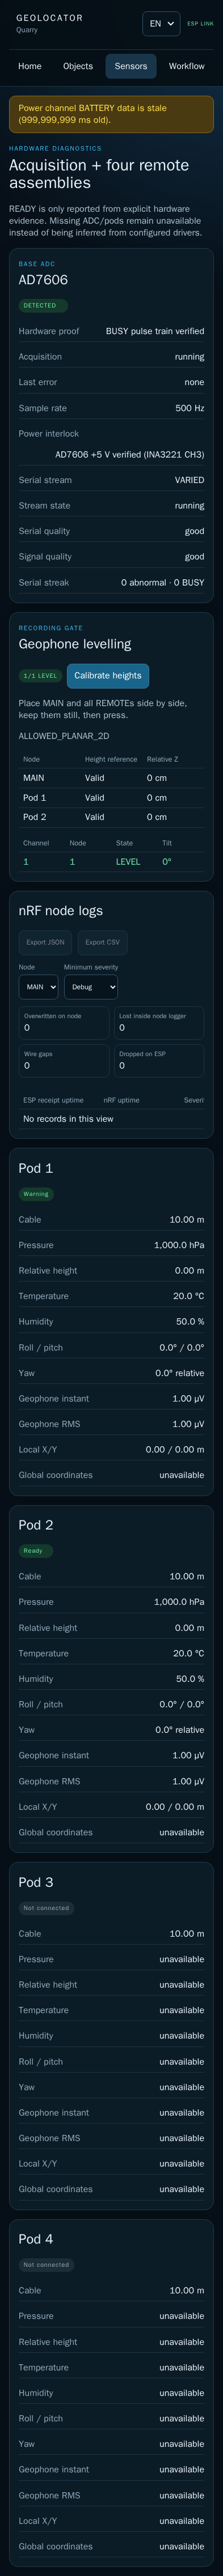 GEOLOCATOR
Quarry
EN
ESP LINK
Home Objects Sensors Workflow
Power channel BATTERY data is stale
(999,999,999 ms old).
HARDWARE DIAGNOSTICS
Acquisition + four remote
assemblies
READY is only reported from explicit hardware
evidence. Missing ADC/pods remain unavailable
instead of being inferred from configured drivers.
BASE ADC
AD7606
DETECTED
Hardware proof BUSY pulse train verified
Acquisition running
Last error none
Sample rate 500 Hz
Power interlock
AD7606 +5 V verified (INA3221 CH3)
Serial stream VARIED
Stream state running
Serial quality good
Signal quality good
Serial streak 0 abnormal · 0 BUSY
RECORDING GATE
Geophone levelling
1/1 LEVEL Calibrate heights
Place MAIN and all REMOTEs side by side,
keep them still, then press.
ALLOWED_PLANAR_2D
Node Height reference Relative Z
MAIN Valid 0 cm
Pod 1 Valid 0 cm
Pod 2 Valid 0 cm
Channel Node State Tilt
1 1 LEVEL 0°
nRF node logs
Export JSON Export CSV
Node Minimum severity
MAIN Debug
Overwritten on node Lost inside node logger
0 0
Wire gaps Dropped on ESP
0 0
ESP receipt uptime nRF uptime Severi
No records in this view
Pod 1
Warning
Cable 10.00 m
Pressure 1,000.0 hPa
Relative height 0.00 m
Temperature 20.0 °C
Humidity 50.0 %
Roll / pitch 0.0° / 0.0°
Yaw 0.0° relative
Geophone instant 1.00 µV
Geophone RMS 1.00 µV
Local X/Y 0.00 / 0.00 m
Global coordinates unavailable
Pod 2
Ready
Cable 10.00 m
Pressure 1,000.0 hPa
Relative height 0.00 m
Temperature 20.0 °C
Humidity 50.0 %
Roll / pitch 0.0° / 0.0°
Yaw 0.0° relative
Geophone instant 1.00 µV
Geophone RMS 1.00 µV
Local X/Y 0.00 / 0.00 m
Global coordinates unavailable
Pod 3
Not connected
Cable 10.00 m
Pressure unavailable
Relative height unavailable
Temperature unavailable
Humidity unavailable
Roll / pitch unavailable
Yaw unavailable
Geophone instant unavailable
Geophone RMS unavailable
Local X/Y unavailable
Global coordinates unavailable
Pod 4
Not connected
Cable 10.00 m
Pressure unavailable
Relative height unavailable
Temperature unavailable
Humidity unavailable
Roll / pitch unavailable
Yaw unavailable
Geophone instant unavailable
Geophone RMS unavailable
Local X/Y unavailable
Global coordinates unavailable